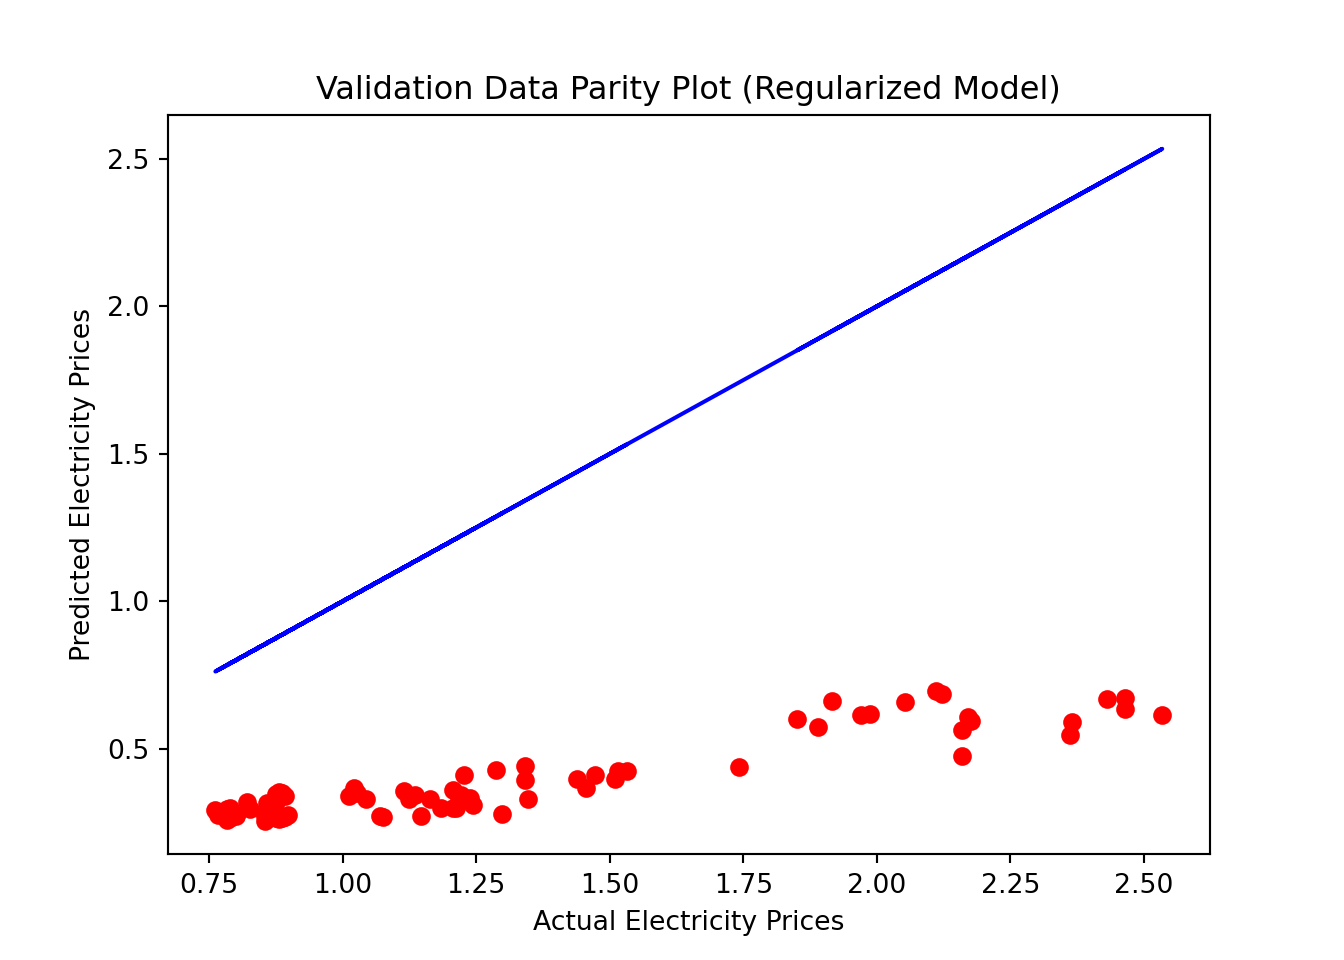 Validation Data Parity Plot (Regularized Model)
2.5
2.0
1.5
1.0
0.5
Predicted Electricity Prices
0.75 1.00 1.25 1.50 1.75 2.00 2.25 2.50
Actual Electricity Prices